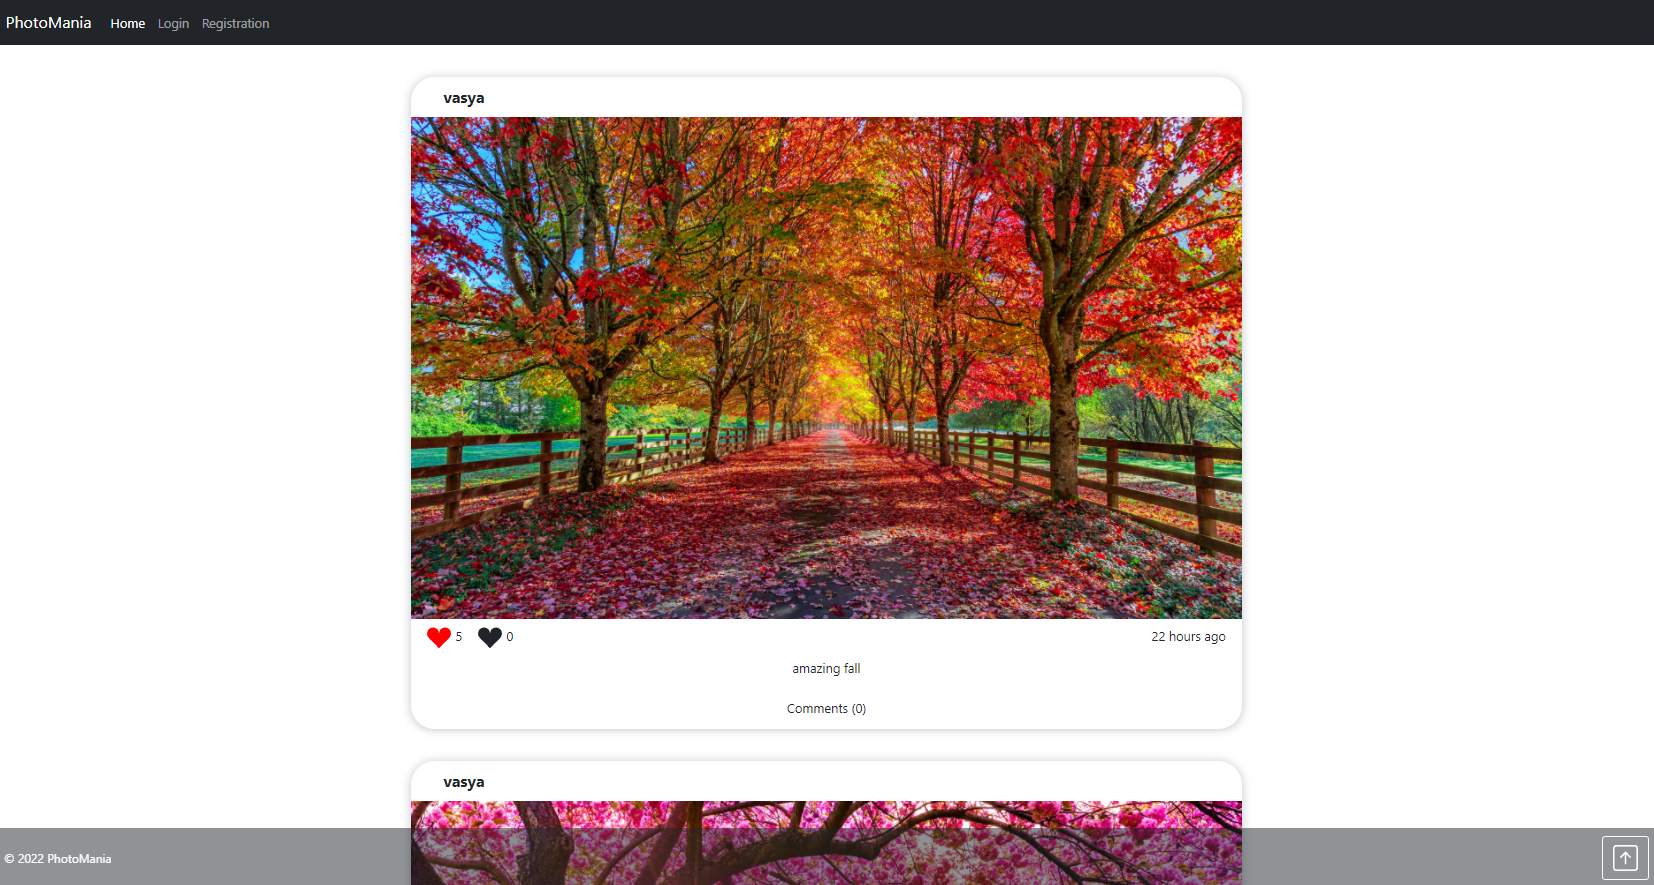 PhotoMania Home Login Registration
vasya
5 0 22 hours ago
amazing fall
Comments (0)
vasya
© 2022 PhotoMania